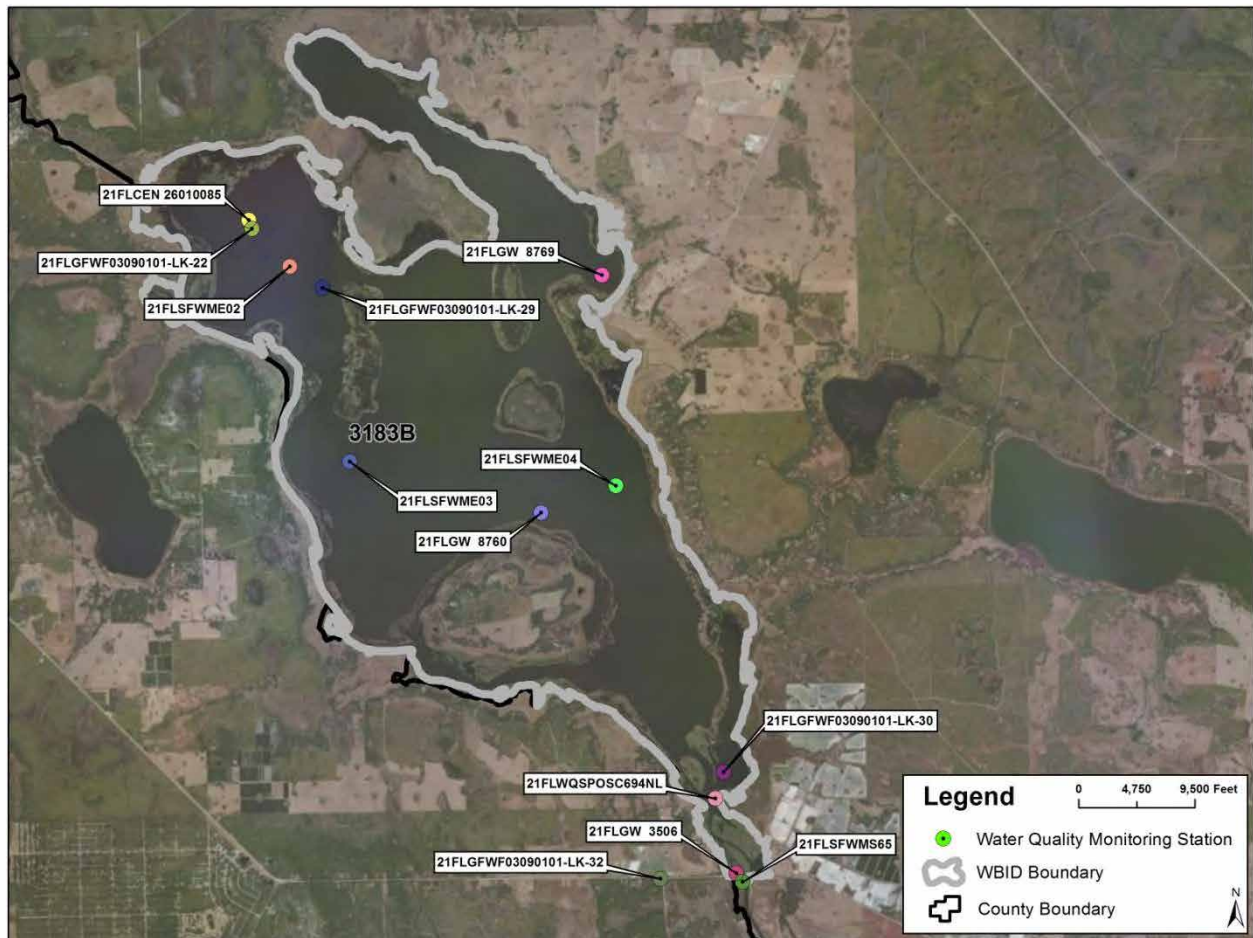 21FLCEN 26010085
21FLGFWF03090101-LK-22
21FLSFWME02
21FLGFWF03090101-LK-29
21FLGW 8769
3183B
21FLSFWME04
21FLSFWME03
21FLGW 8760
21FLGFWF03090101-LK-30
21FLWQSPOSC694NL
21FLGW 3506
21FLSFWMS65
21FLGFWF03090101-LK-32
Legend
0 4,750 9,500 Feet
Water Quality Monitoring Station
WBID Boundary
County Boundary
N